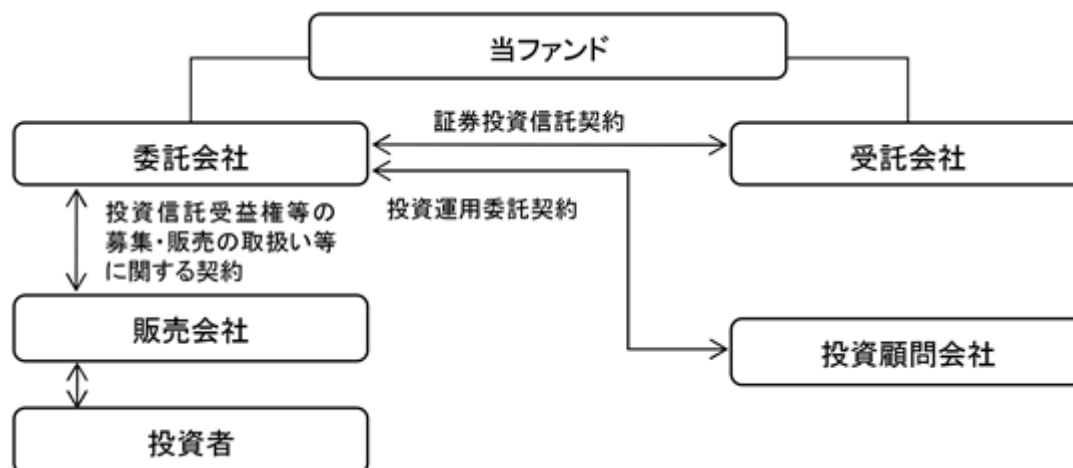 当ファンド
証券投資信託契約
委託会社
受託会社
投資運用委託契約
投資信託受益権等の
募集・販売の取扱い等
に関する契約
販売会社
投資顧問会社
投資者